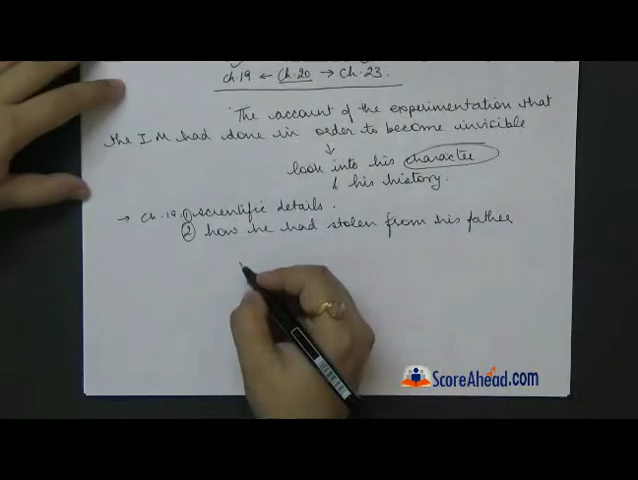 Ch.19 ← Ch.20 → Ch.23.
The account of the experimentation that
the I M had done in order to become invicible
↓
look into his character
& his history.
→ Ch.19: ① scientific details.
② how he had stolen from his father
ScoreAhead.com